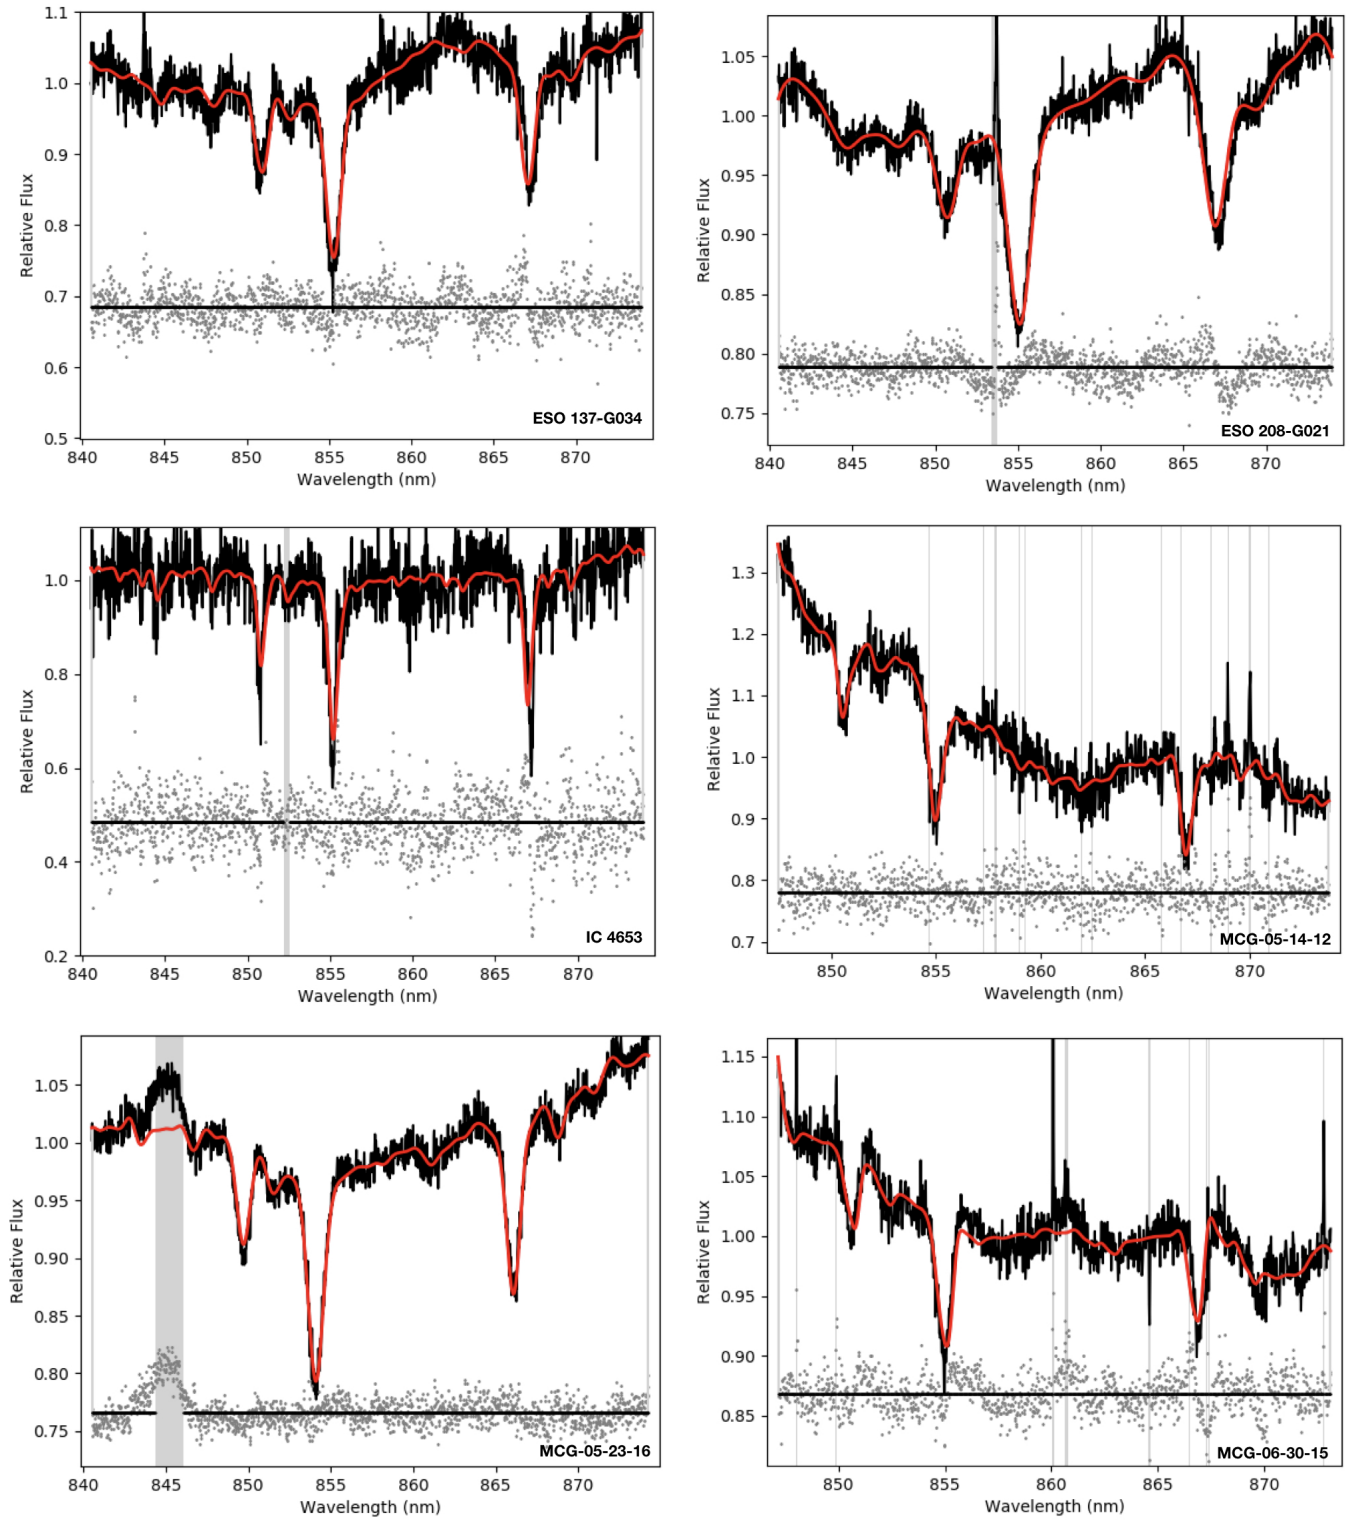 1.1
1.0
0.9
0.8
0.7
0.6
0.5
Relative Flux
ESO 137-G034
840 845 850 855 860 865 870
Wavelength (nm)
1.05
1.00
0.95
0.90
0.85
0.80
0.75
Relative Flux
ESO 208-G021
840 845 850 855 860 865 870
Wavelength (nm)
1.0
0.8
0.6
0.4
0.2
Relative Flux
IC 4653
840 845 850 855 860 865 870
Wavelength (nm)
1.3
1.2
1.1
1.0
0.9
0.8
0.7
Relative Flux
MCG-05-14-12
850 855 860 865 870
Wavelength (nm)
1.05
1.00
0.95
0.90
0.85
0.80
0.75
Relative Flux
MCG-05-23-16
840 845 850 855 860 865 870
Wavelength (nm)
1.15
1.10
1.05
1.00
0.95
0.90
0.85
Relative Flux
MCG-06-30-15
850 855 860 865 870
Wavelength (nm)